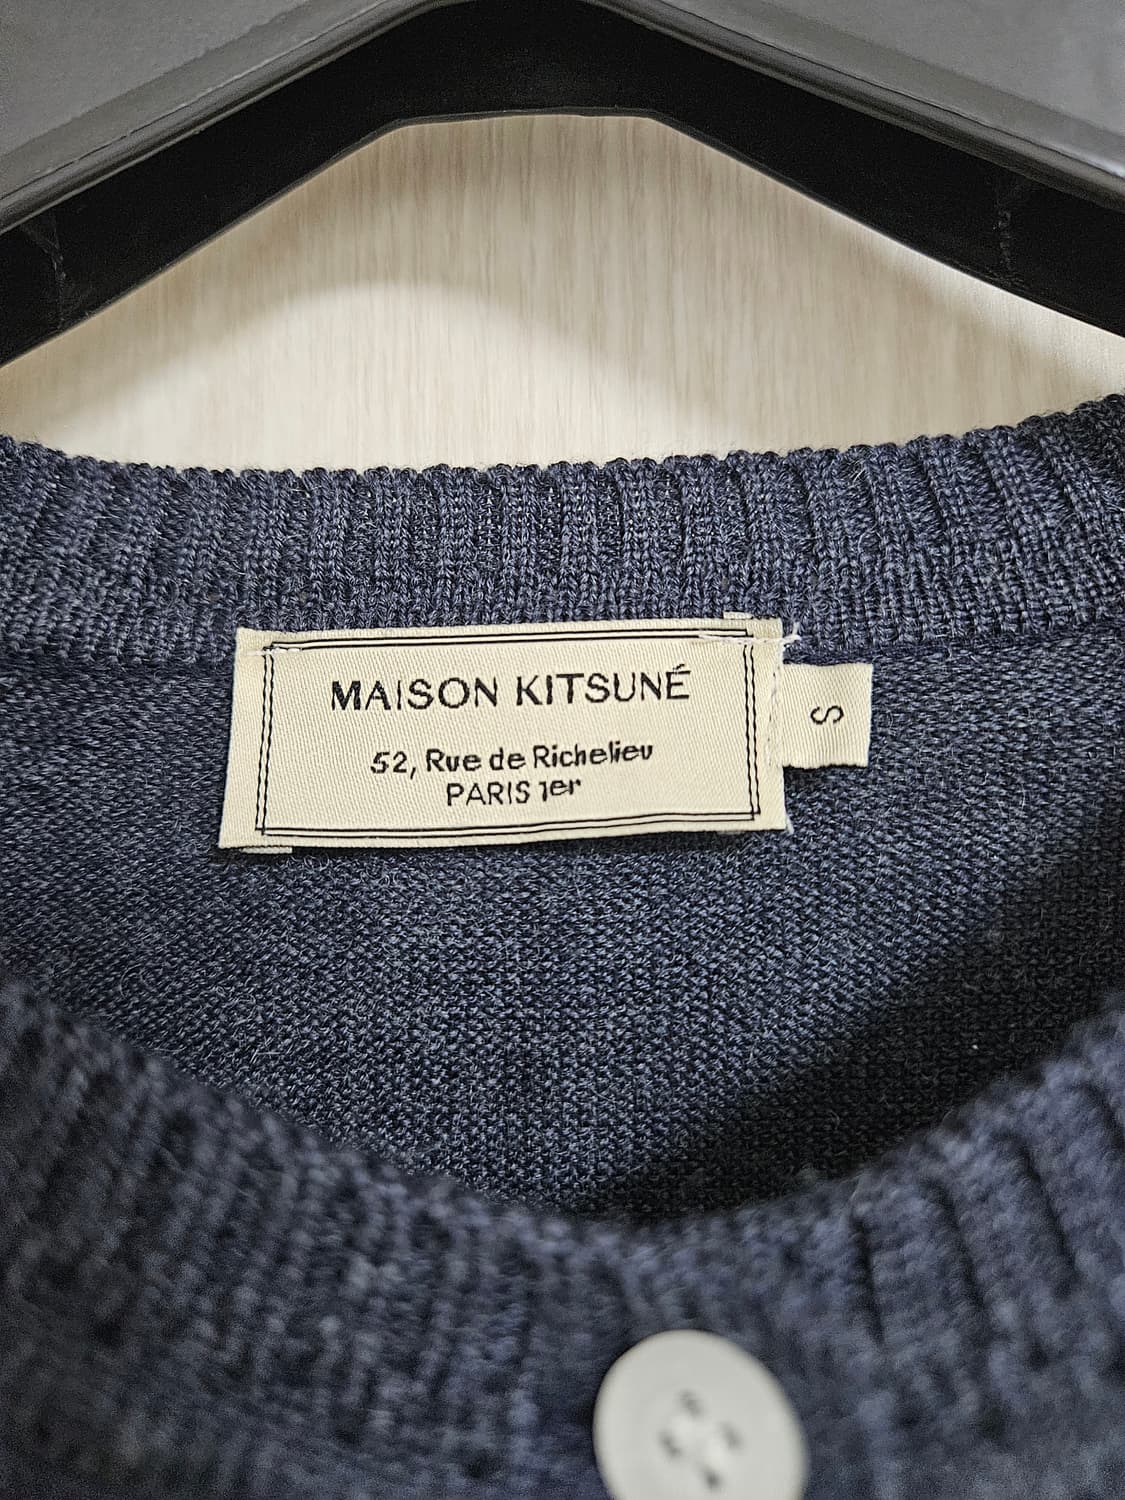 MAISON KITSUNÉ
52, Rue de Richelieu
PARIS 1er
S